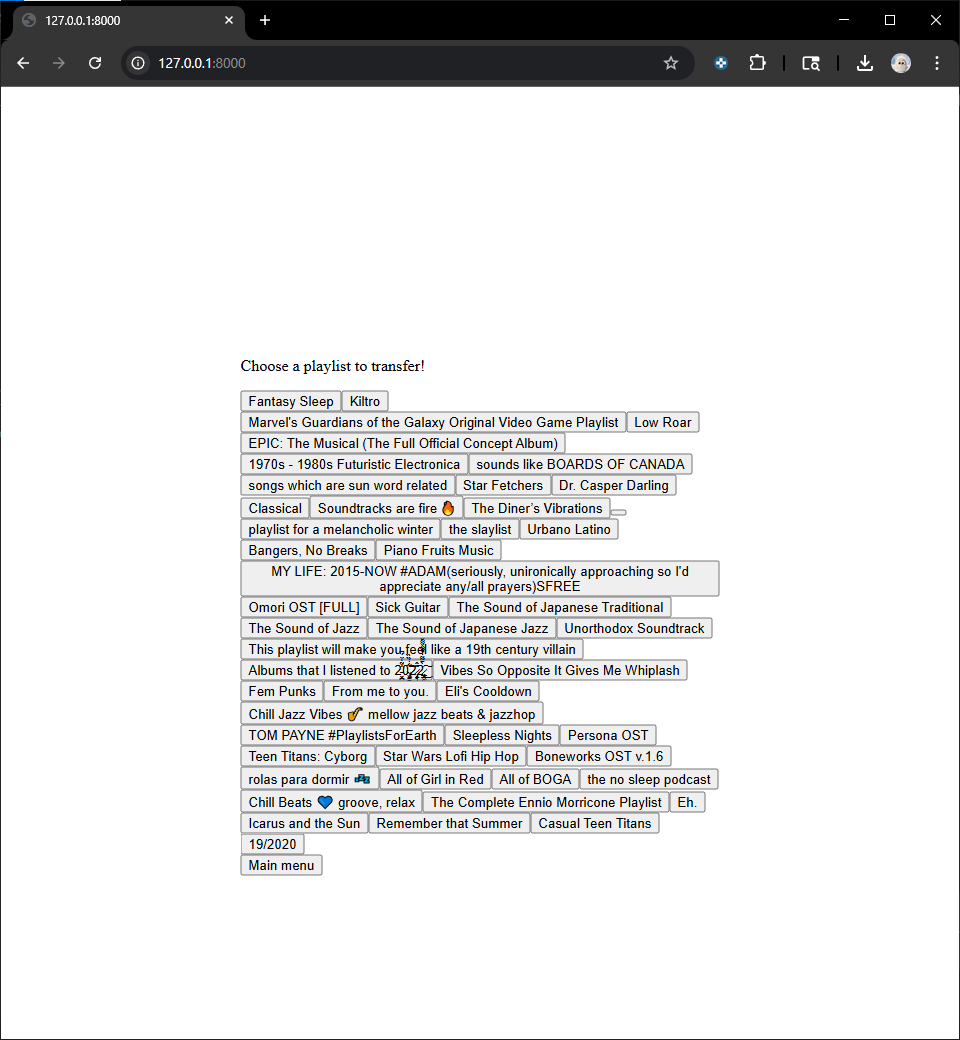 127.0.0.1:8000
127.0.0.1:8000
Choose a playlist to transfer!
Fantasy Sleep Kiltro
Marvel's Guardians of the Galaxy Original Video Game Playlist Low Roar
EPIC: The Musical (The Full Official Concept Album)
1970s - 1980s Futuristic Electronica sounds like BOARDS OF CANADA
songs which are sun word related Star Fetchers Dr. Casper Darling
Classical Soundtracks are fire 🔥 The Diner’s Vibrations
playlist for a melancholic winter the slaylist Urbano Latino
Bangers, No Breaks Piano Fruits Music
MY LIFE: 2015-NOW #ADAM(seriously, unironically approaching so I'd
appreciate any/all prayers)SFREE
Omori OST [FULL] Sick Guitar The Sound of Japanese Traditional
The Sound of Jazz The Sound of Japanese Jazz Unorthodox Soundtrack
This playlist will make you feel like a 19th century villain
Albums that I listened to 2022 Vibes So Opposite It Gives Me Whiplash
Fem Punks From me to you. Eli's Cooldown
Chill Jazz Vibes 🎷 mellow jazz beats & jazzhop
TOM PAYNE #PlaylistsForEarth Sleepless Nights Persona OST
Teen Titans: Cyborg Star Wars Lofi Hip Hop Boneworks OST v.1.6
rolas para dormir 💤 All of Girl in Red All of BOGA the no sleep podcast
Chill Beats 💙 groove, relax The Complete Ennio Morricone Playlist Eh.
Icarus and the Sun Remember that Summer Casual Teen Titans
19/2020
Main menu